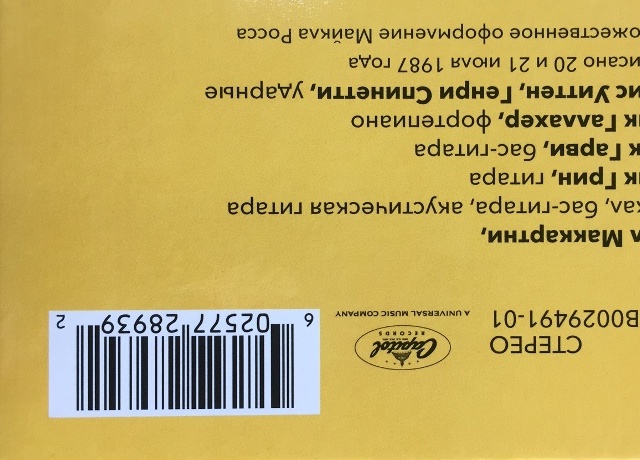 СТЕРЕО
B0029491-01
Capitol
RECORDS
A UNIVERSAL MUSIC COMPANY
6 02577 28939 2
л Маккартни,
кал, бас-гитара, акустическая гитара
к Грин, гитара
к Гарви, бас-гитара
к Галлахер, фортепиано
ис Уиттен, Генри Спинетти, ударные
исано 20 и 21 июля 1987 года
ожественное оформление Майкла Росса